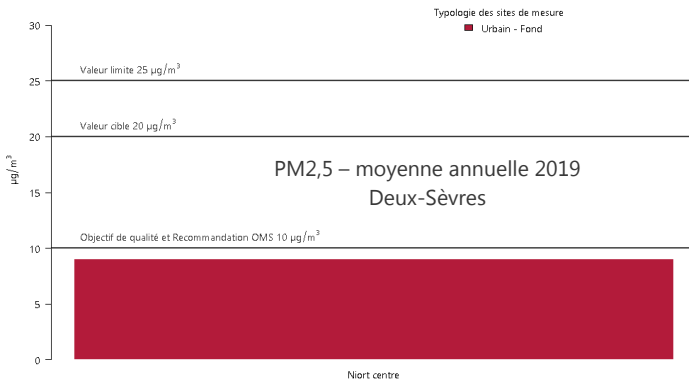 Typologie des sites de mesure
Urbain - Fond
30
Valeur limite 25 µg/m³
25
Valeur cible 20 µg/m³
20
µg/m³
PM2,5 – moyenne annuelle 2019
Deux-Sèvres
15
Objectif de qualité et Recommandation OMS 10 µg/m³
10
5
0
Niort centre